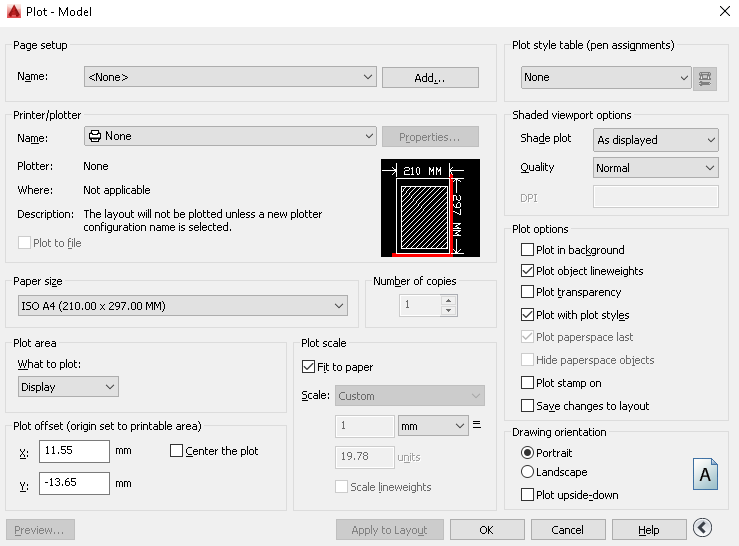 Plot - Model
Page setup
Name:
<None>
Add...
Printer/plotter
Name:
None
Properties...
Plotter:
None
Where:
Not applicable
Description:
The layout will not be plotted unless a new plotter
configuration name is selected.
Plot to file
210 MM
297 MM
Paper size
ISO A4 (210.00 x 297.00 MM)
Number of copies
1
Plot area
What to plot:
Display
Plot offset (origin set to printable area)
X:
11.55
mm
Center the plot
Y:
-13.65
mm
Plot scale
Fit to paper
Scale:
Custom
1
mm
=
19.78
units
Scale lineweights
Plot style table (pen assignments)
None
Shaded viewport options
Shade plot
As displayed
Quality
Normal
DPI
Plot options
Plot in background
Plot object lineweights
Plot transparency
Plot with plot styles
Plot paperspace last
Hide paperspace objects
Plot stamp on
Save changes to layout
Drawing orientation
Portrait
Landscape
Plot upside-down
A
Preview...
Apply to Layout
OK
Cancel
Help